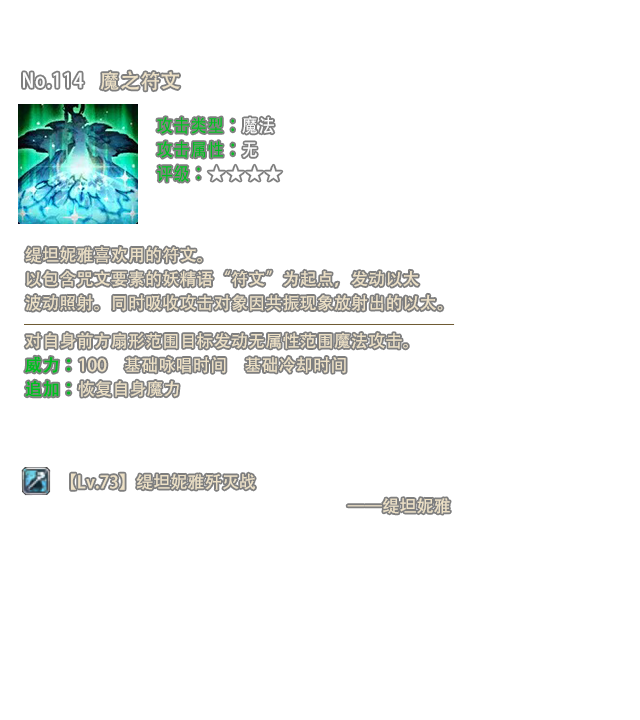 No.114 魔之符文
攻击类型：魔法
攻击属性：无
评级：★★★★
缇坦妮雅喜欢用的符文。
以包含咒文要素的妖精语“符文”为起点，发动以太
波动照射。同时吸收攻击对象因共振现象放射出的以太。
对自身前方扇形范围目标发动无属性范围魔法攻击。
威力：100 基础咏唱时间 基础冷却时间
追加：恢复自身魔力
【Lv.73】缇坦妮雅歼灭战
——缇坦妮雅